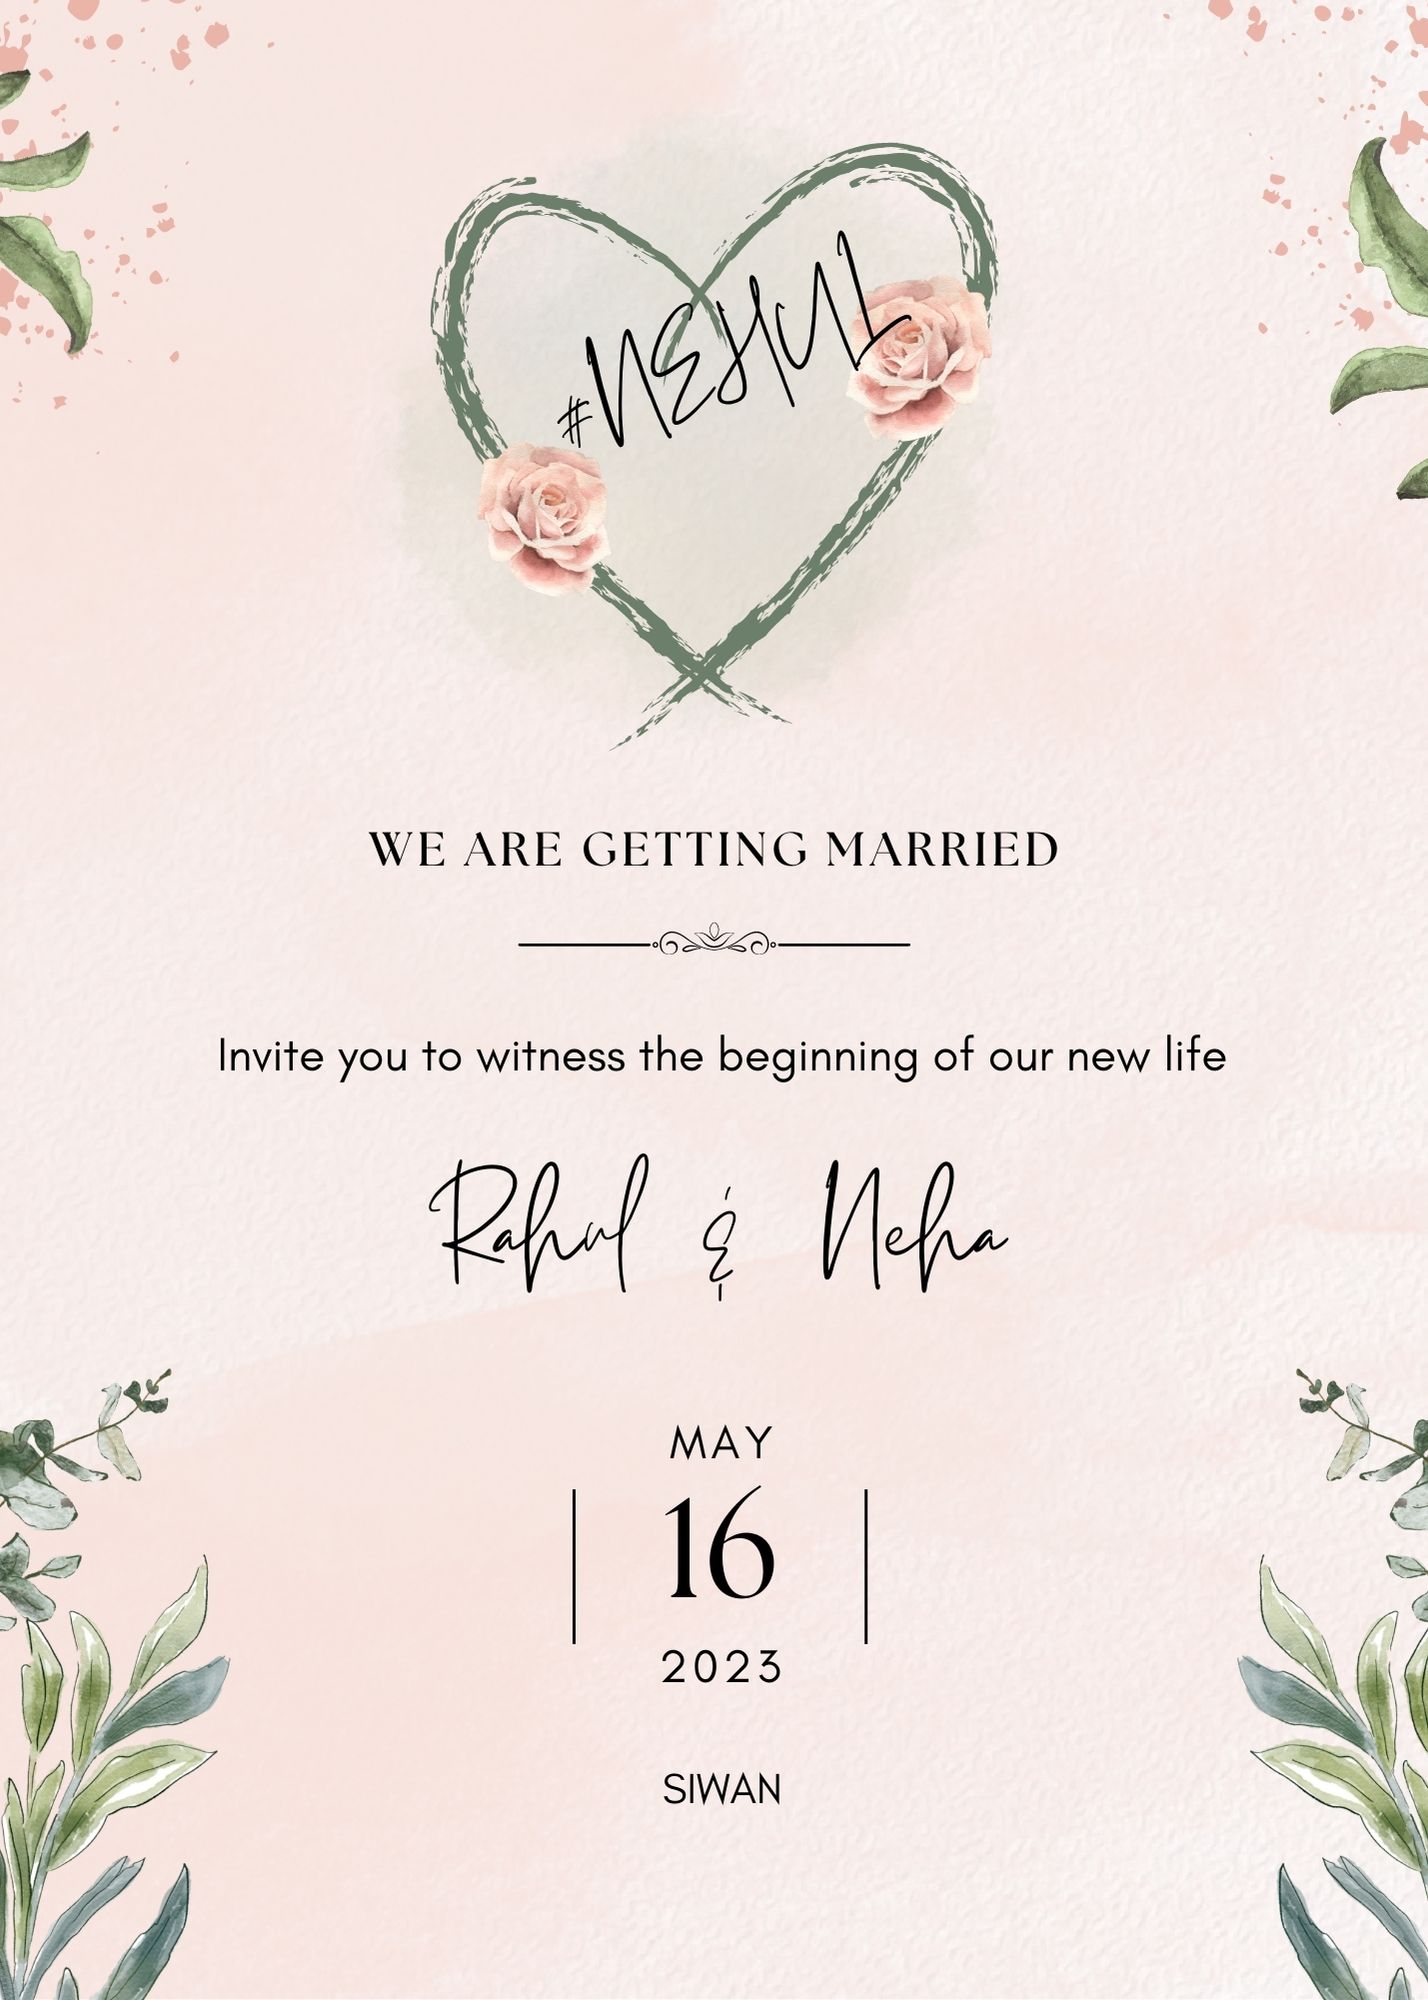 #NEHUL
WE ARE GETTING MARRIED
Invite you to witness the beginning of our new life
Rahul & Neha
MAY
16
2023
SIWAN